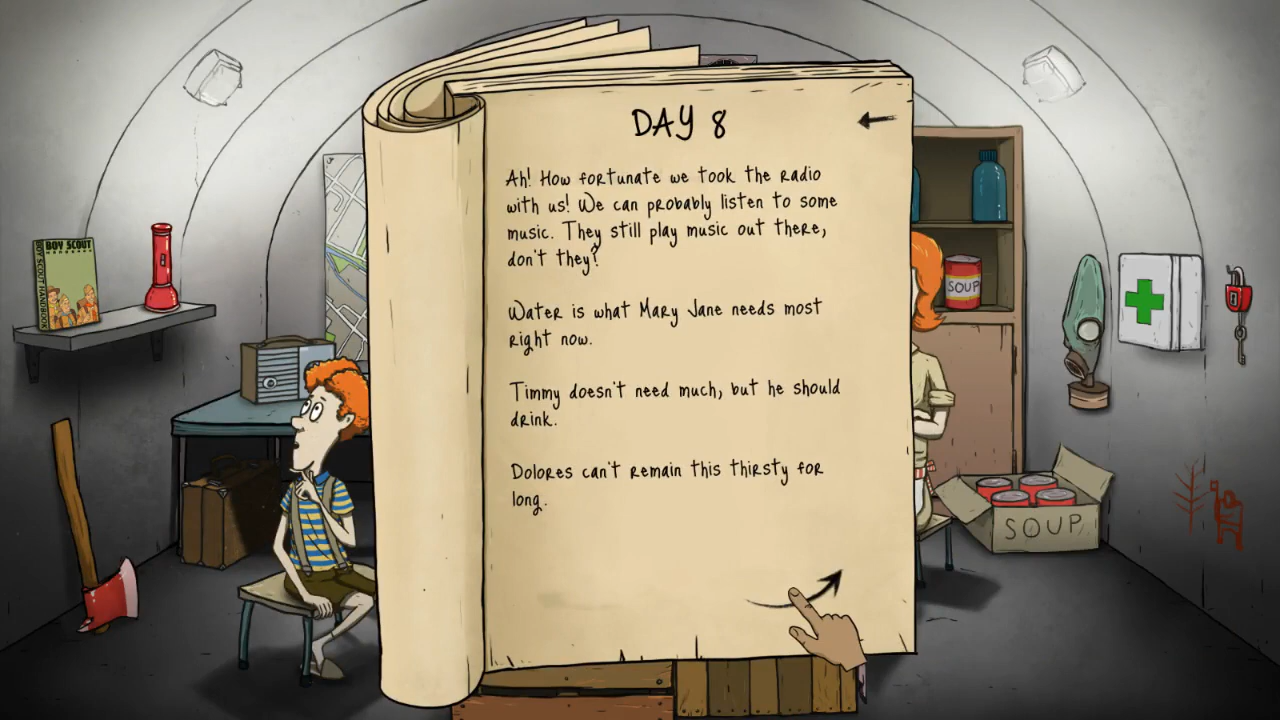 DAY 8
Ah! How fortunate we took the radio
with us! We can probably listen to some
music. They still play music out there,
don't they?
Water is what Mary Jane needs most
right now.
Timmy doesn't need much, but he should
drink.
Dolores can't remain this thirsty for
long.
BOY SCOUT
BOY SCOUT HANDBOOK
SOUP
SOUP